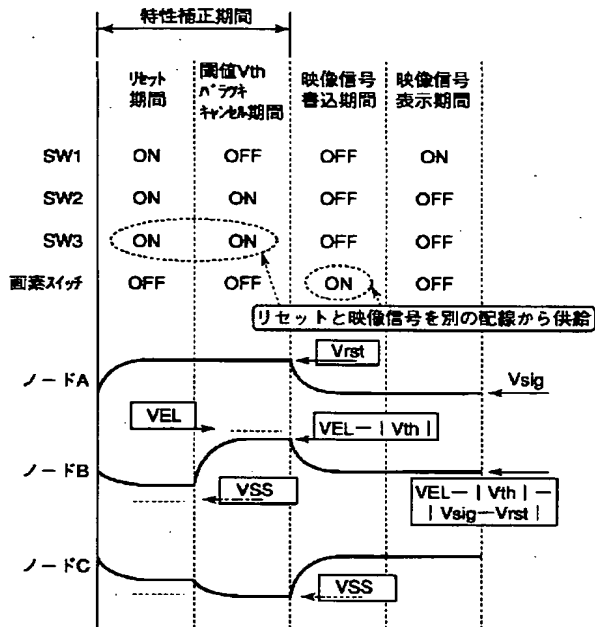 特性補正期間
リセット
期間
閾値Vth
バラツキ
キャンセル期間
映像信号
書込期間
映像信号
表示期間
SW1 ON OFF OFF ON
SW2 ON ON OFF OFF
SW3 ON ON OFF OFF
画素スイッチ OFF OFF ON OFF
リセットと映像信号を別の配線から供給
ノードA
Vrst
Vsig
VEL
VEL－｜Vth｜
ノードB
VSS
VEL－｜Vth｜－
｜Vsig－Vrst｜
ノードC
VSS